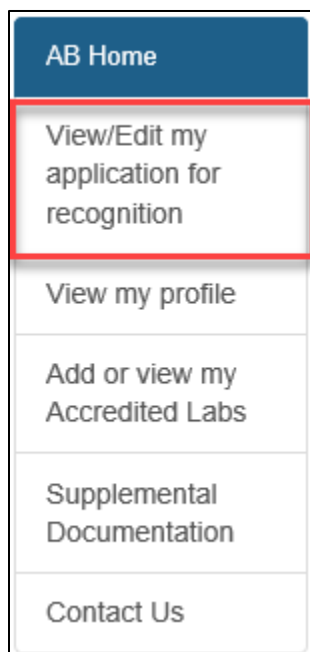 AB Home
View/Edit my
application for
recognition
View my profile
Add or view my
Accredited Labs
Supplemental
Documentation
Contact Us